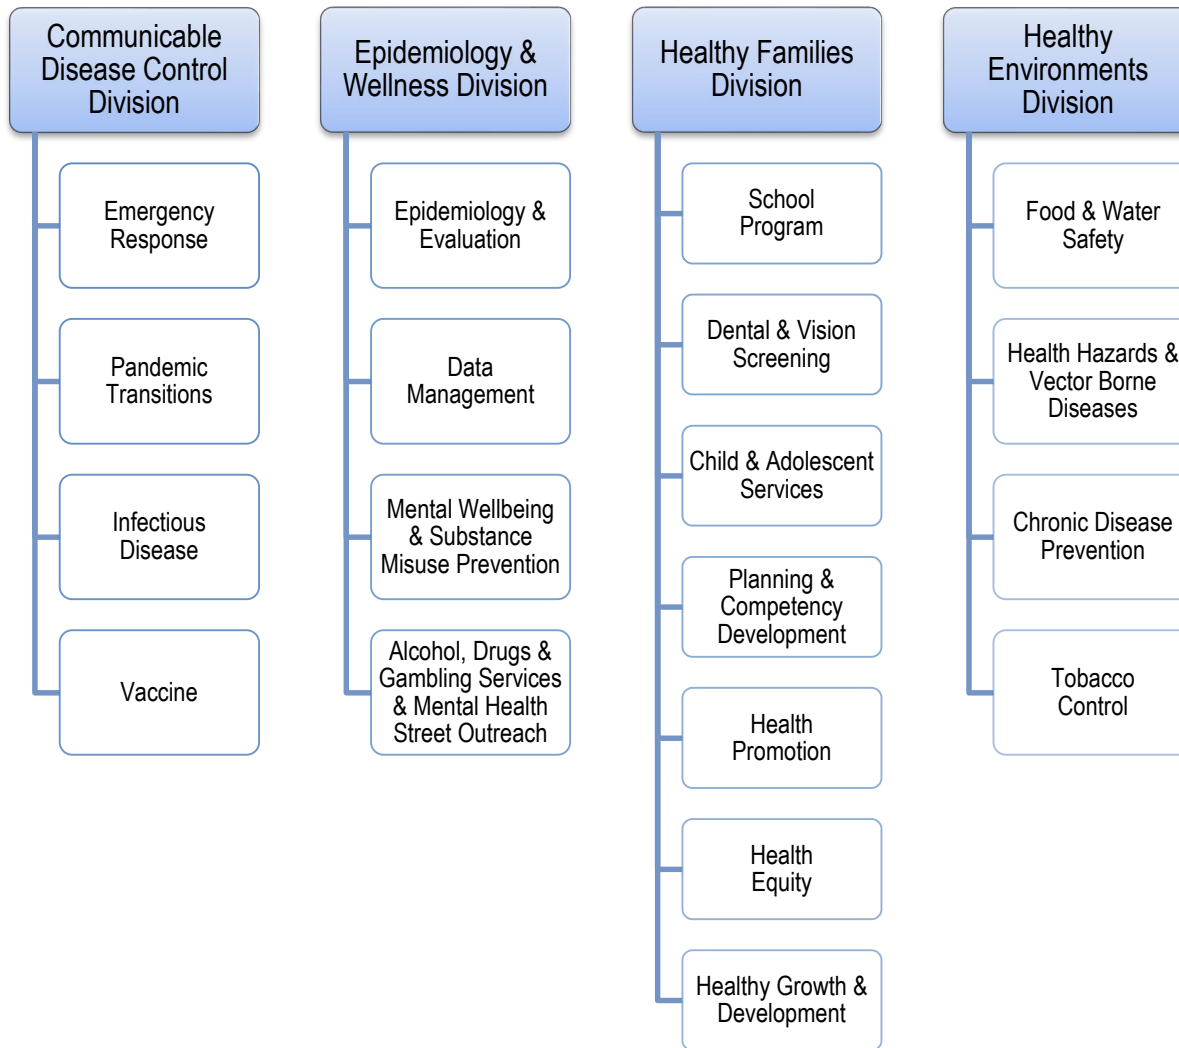 Communicable
Disease Control
Division
Emergency
Response
Pandemic
Transitions
Infectious
Disease
Vaccine
Epidemiology &
Wellness Division
Epidemiology &
Evaluation
Data
Management
Mental Wellbeing
& Substance
Misuse Prevention
Alcohol, Drugs &
Gambling Services
& Mental Health
Street Outreach
Healthy Families
Division
School
Program
Dental & Vision
Screening
Child & Adolescent
Services
Planning &
Competency
Development
Health
Promotion
Health
Equity
Healthy Growth &
Development
Healthy
Environments
Division
Food & Water
Safety
Health Hazards &
Vector Borne
Diseases
Chronic Disease
Prevention
Tobacco
Control